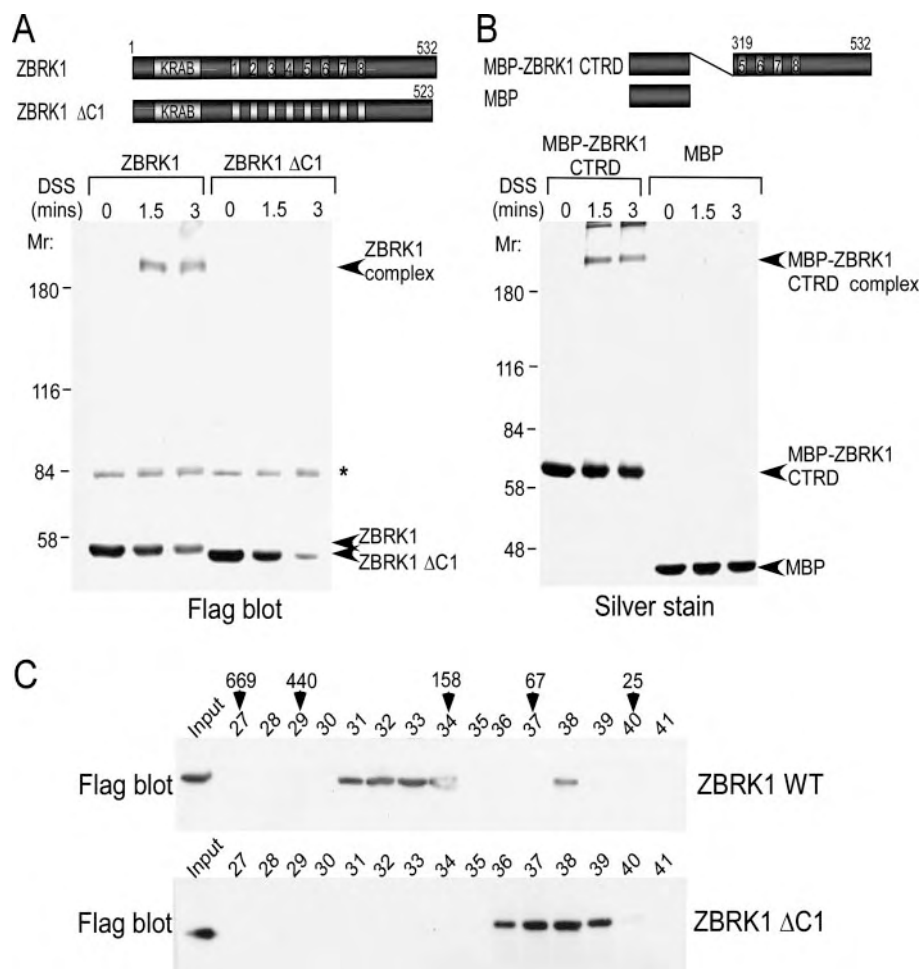 A
1 532
ZBRK1 KRAB 1 2 3 4 5 6 7 8
523
ZBRK1 ΔC1 KRAB
ZBRK1 ZBRK1 ΔC1
DSS (mins) 0 1.5 3 0 1.5 3
Mr:
ZBRK1 complex
180
116
84 *
58
ZBRK1
ZBRK1 ΔC1
Flag blot
B
319 532
MBP-ZBRK1 CTRD 5 6 7 8
MBP
MBP-ZBRK1 CTRD MBP
DSS (mins) 0 1.5 3 0 1.5 3
Mr:
MBP-ZBRK1 CTRD complex
180
116
84
MBP-ZBRK1 CTRD
58
48
MBP
Silver stain
C
669 440 158 67 25
Input 27 28 29 30 31 32 33 34 35 36 37 38 39 40 41
Flag blot ZBRK1 WT
Input 27 28 29 30 31 32 33 34 35 36 37 38 39 40 41
Flag blot ZBRK1 ΔC1